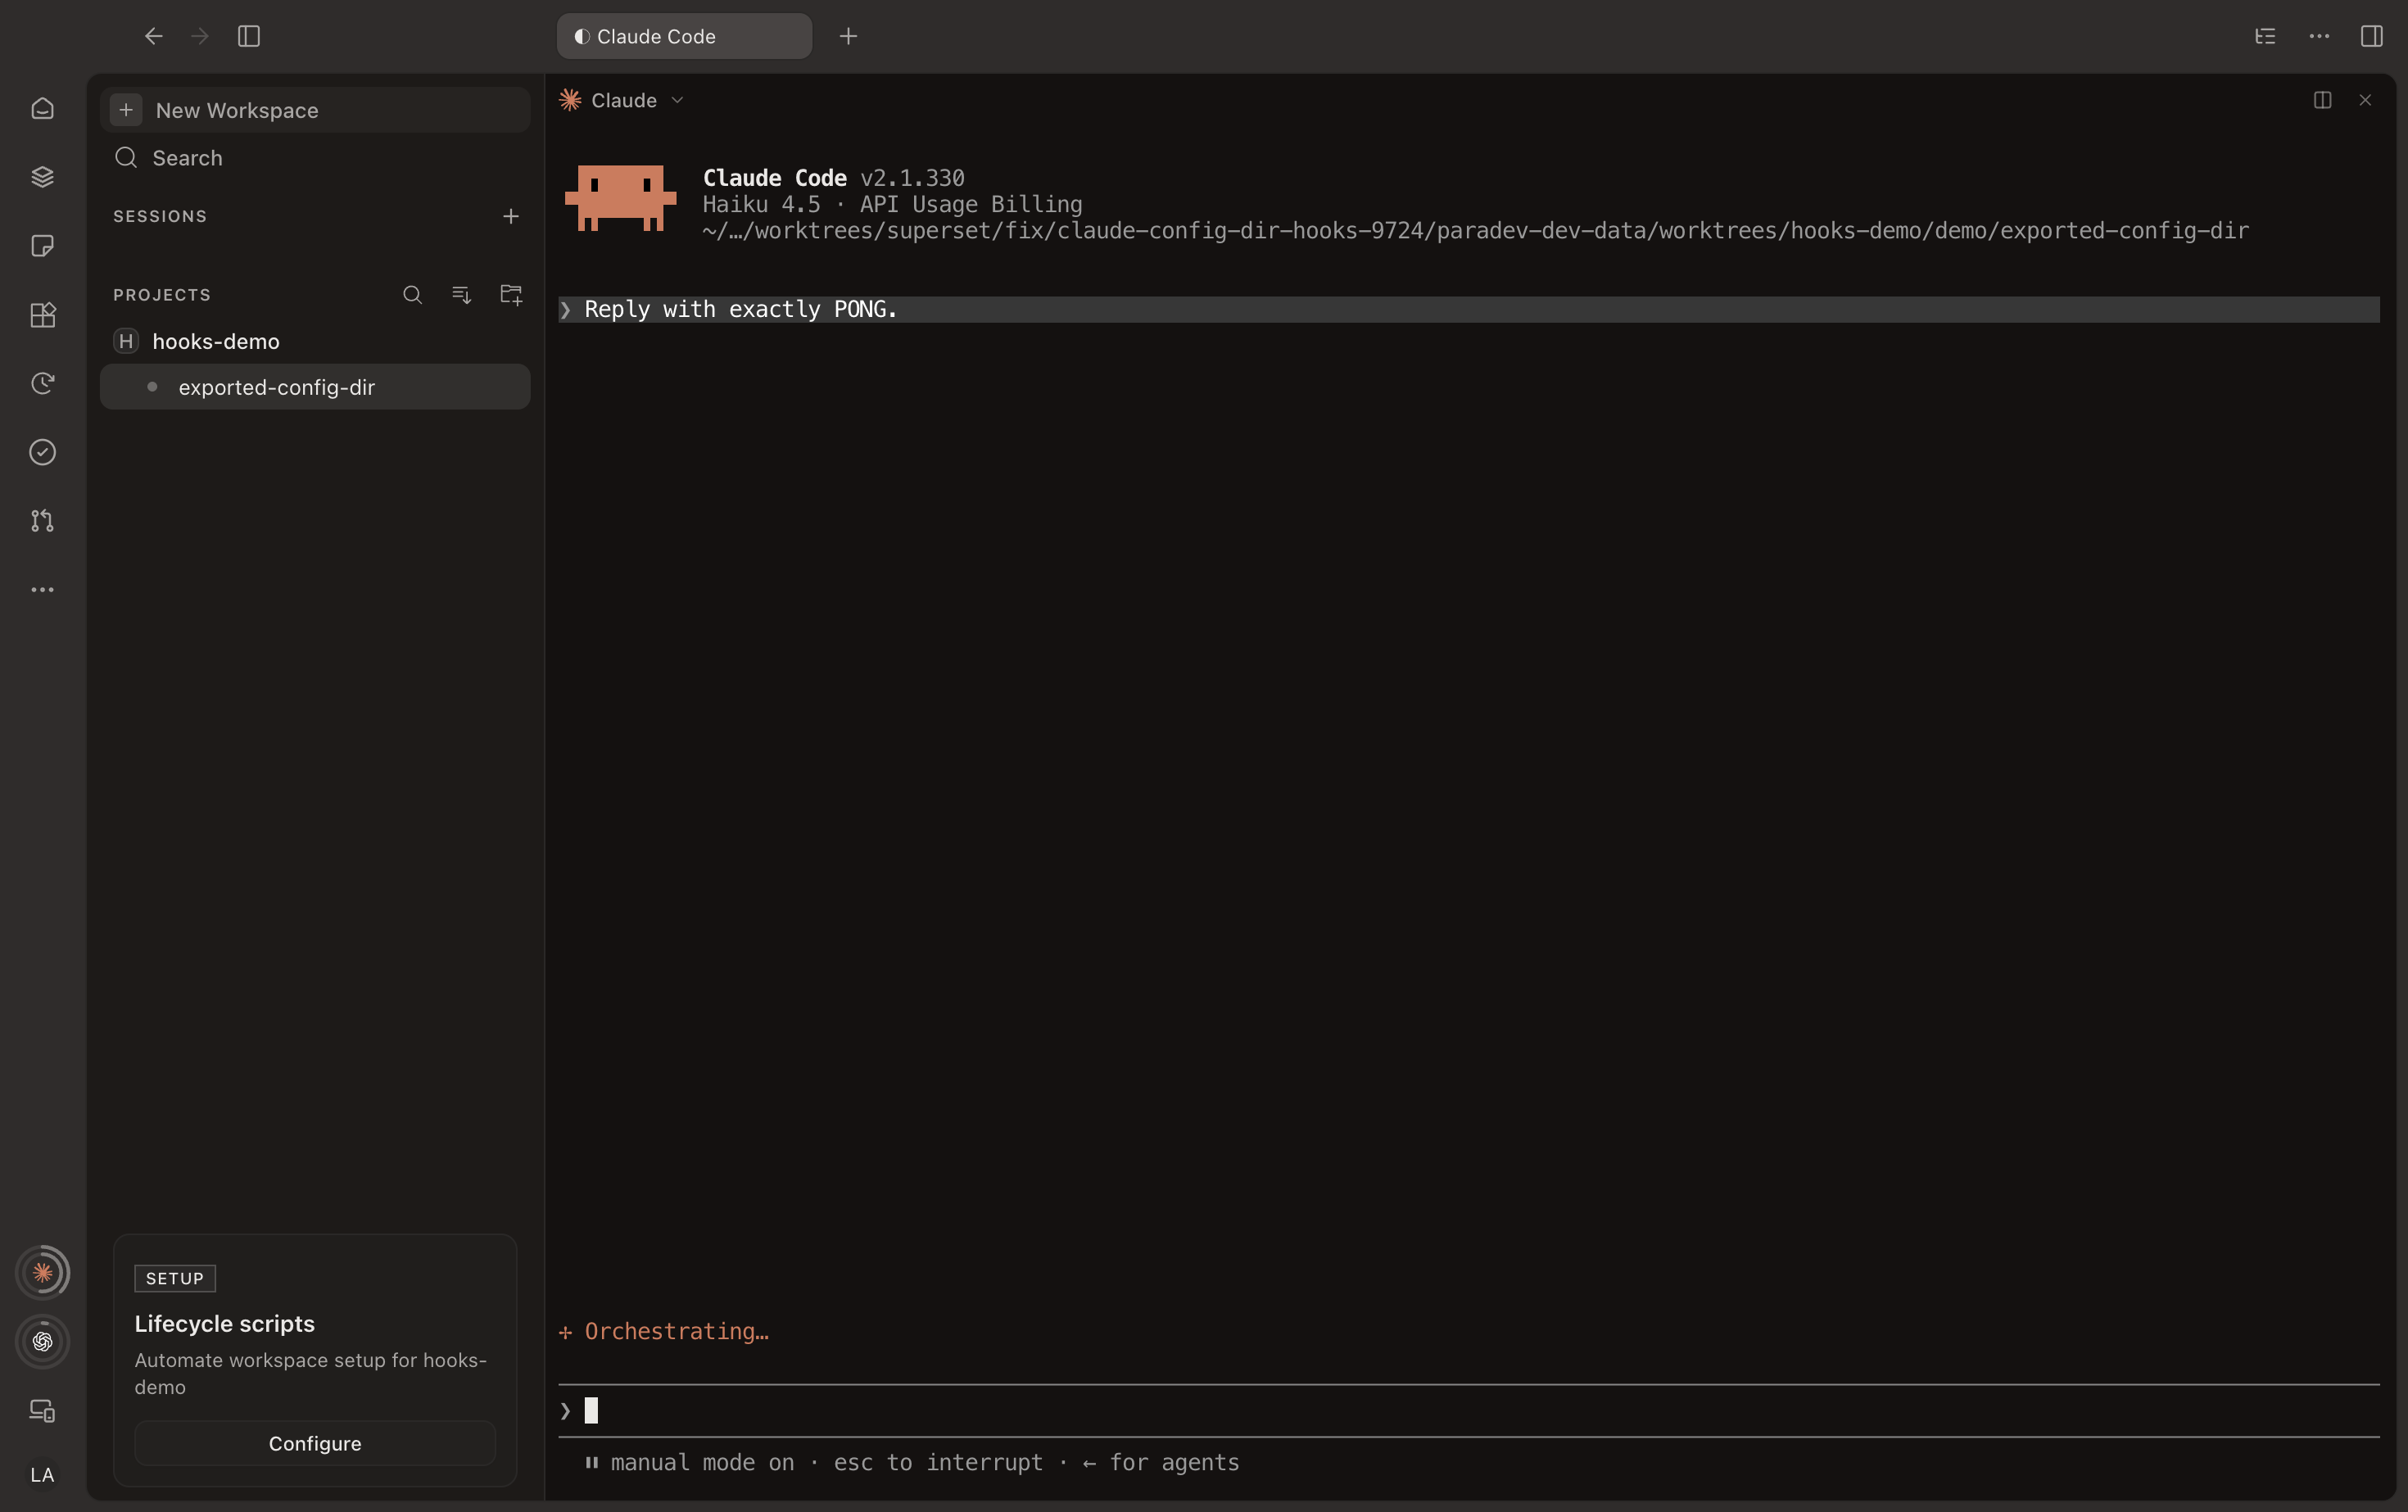 Claude Code
New Workspace
Search
SESSIONS
PROJECTS
H hooks-demo
exported-config-dir
SETUP
Lifecycle scripts
Automate workspace setup for hooks-
demo
Configure
LA
Claude
Claude Code v2.1.330
Haiku 4.5 · API Usage Billing
~/…/worktrees/superset/fix/claude-config-dir-hooks-9724/paradev-dev-data/worktrees/hooks-demo/demo/exported-config-dir
❯ Reply with exactly PONG.
✢ Orchestrating…
❯
⏸ manual mode on · esc to interrupt · ← for agents